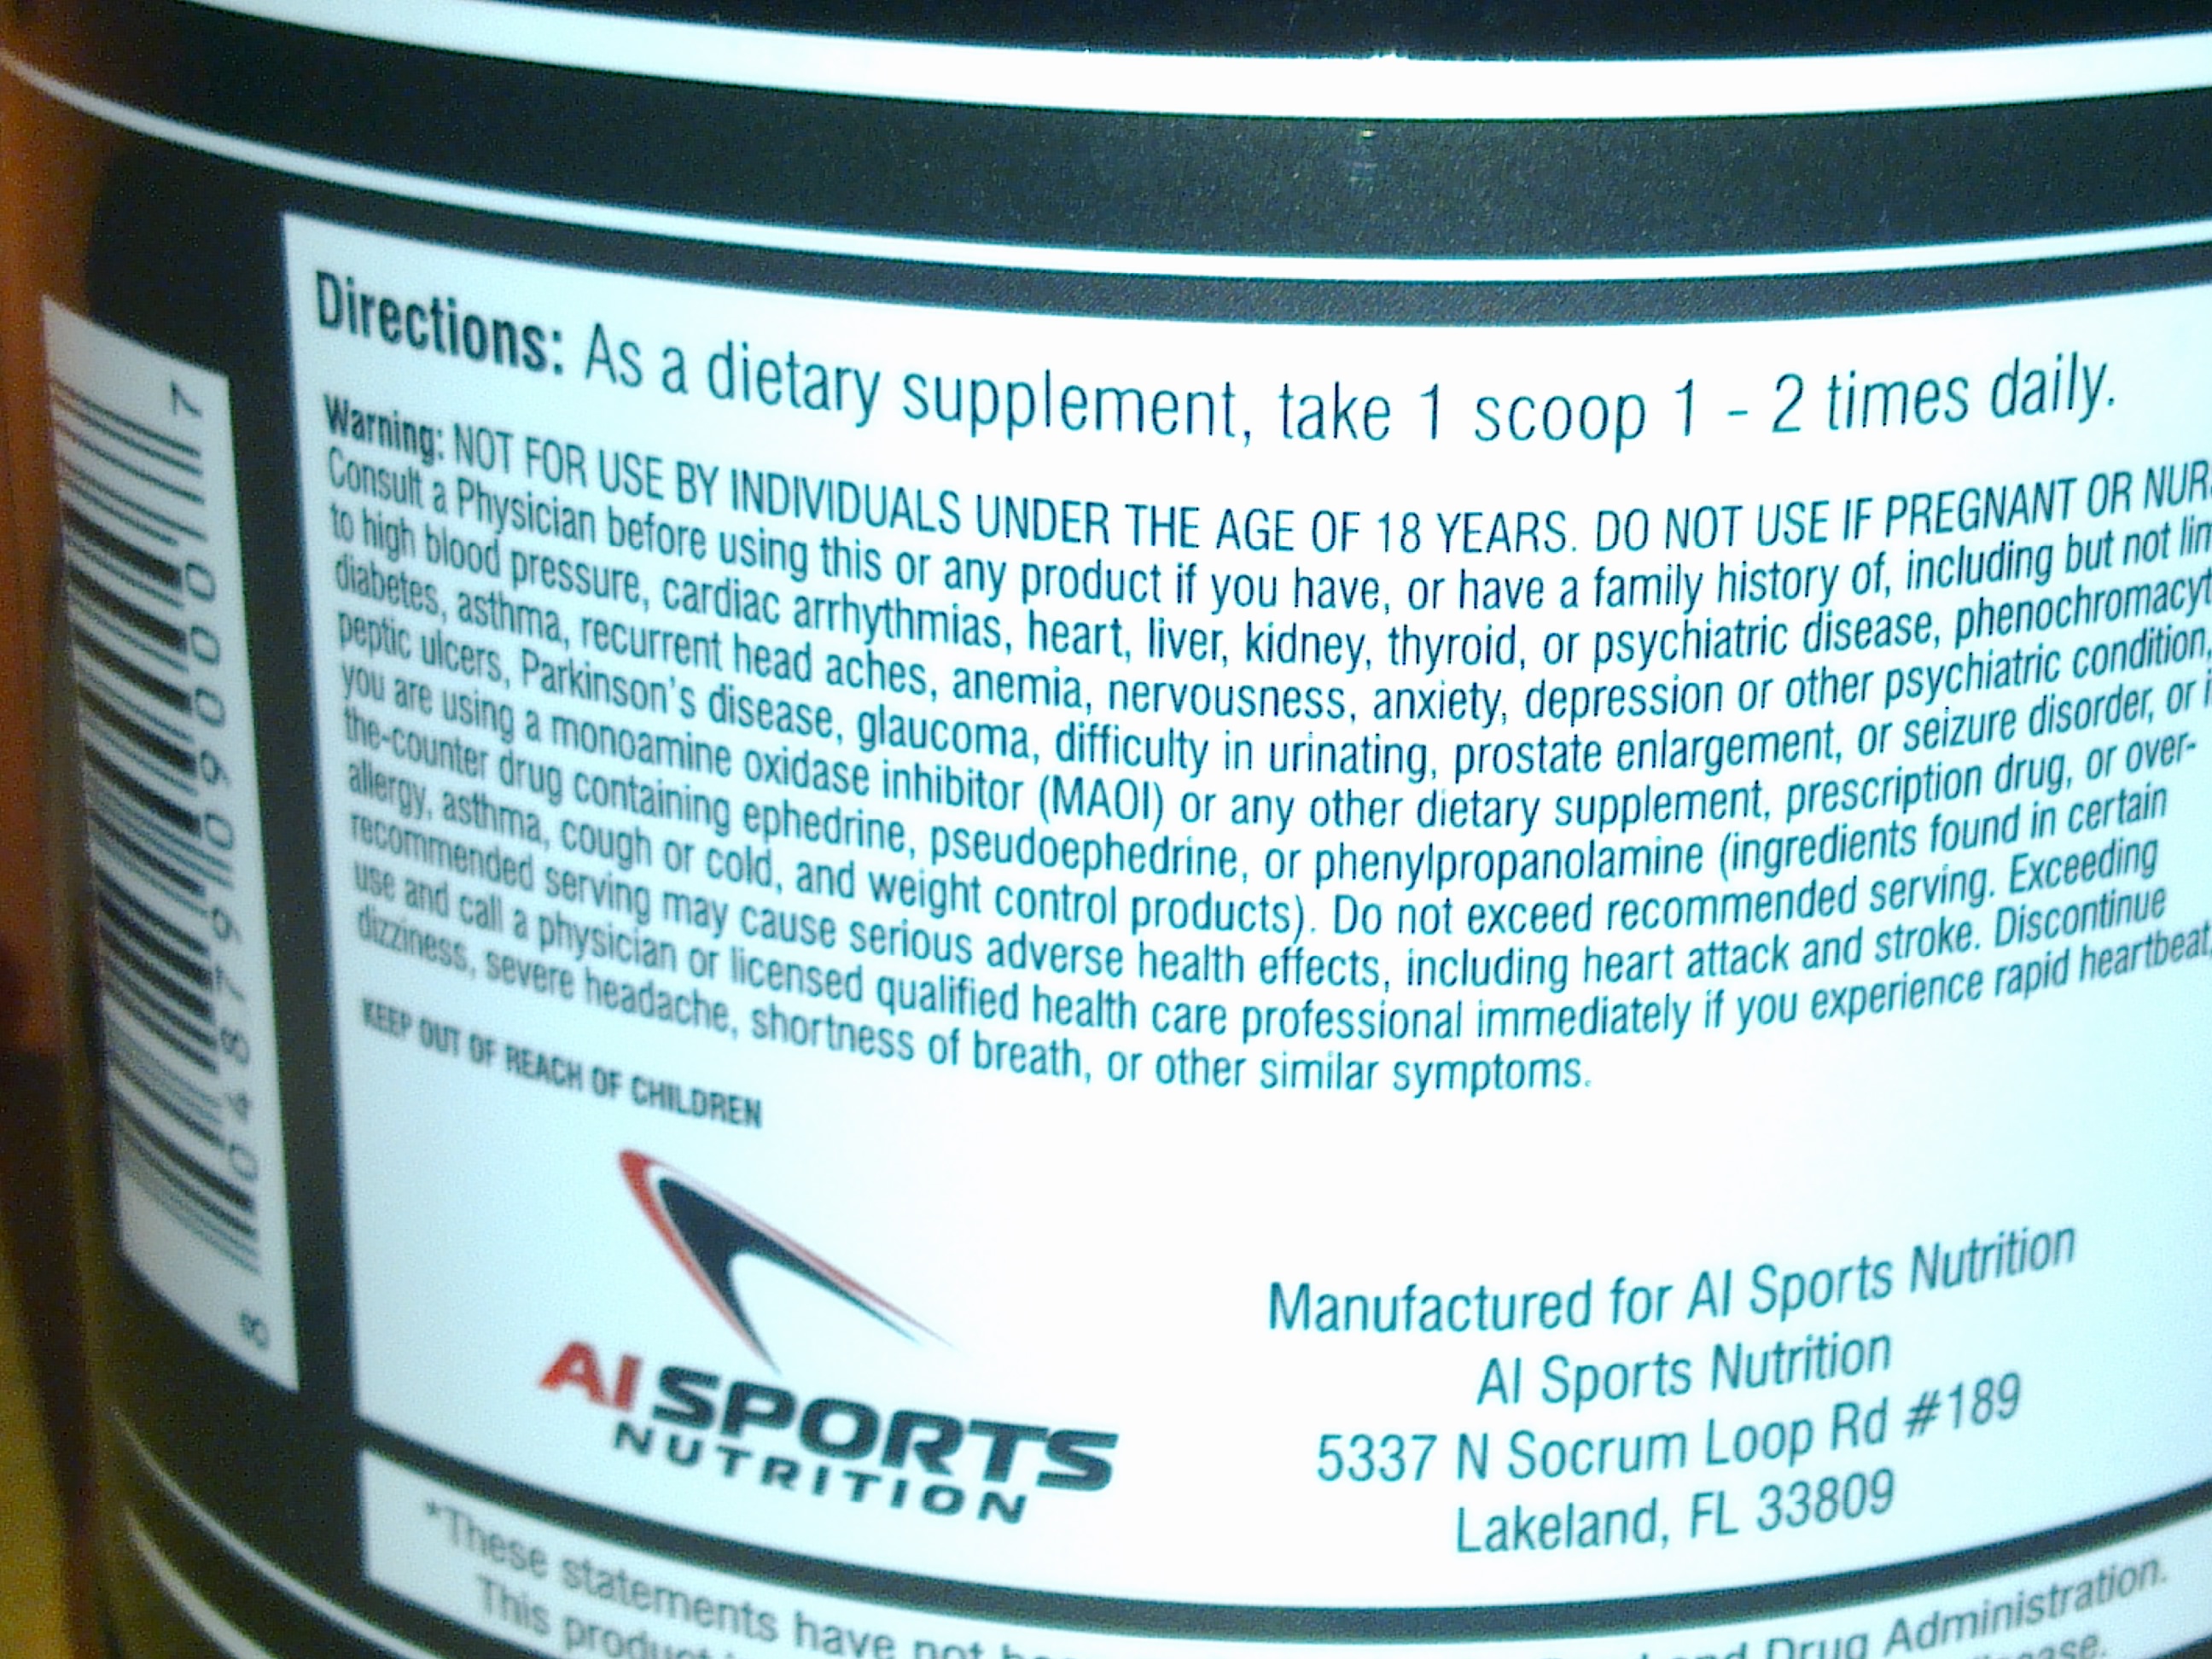 Directions: As a dietary supplement, take 1 scoop 1 - 2 times daily.
Warning: NOT FOR USE BY INDIVIDUALS UNDER THE AGE OF 18 YEARS. DO NOT USE IF PREGNANT OR
Consult a Physician before using this or any product if you have, or have a family history of, including but not
to high blood pressure, cardiac arrhythmias, heart, liver, kidney, thyroid, or psychiatric disease,
diabetes, asthma, recurrent head aches, anemia, nervousness, anxiety, depression or other psychiatric condition,
peptic ulcers, Parkinson's disease, glaucoma, difficulty in urinating, prostate enlargement, or seizure disorder, or
you are using a monoamine oxidase inhibitor (MAOI) or any other dietary supplement, prescription drug, or over-
the-counter drug containing ephedrine, pseudoephedrine, or phenylpropanolamine (ingredients found in certain
allergy, asthma, cough or cold, and weight control products). Do not exceed recommended serving. Exceeding
recommended serving may cause serious adverse health effects, including heart attack and stroke. Discontinue
use and call a physician or licensed qualified health care professional immediately if you experience rapid heartbeat,
dizziness, severe headache, shortness of breath, or other similar symptoms.
KEEP OUT OF REACH OF CHILDREN
AI SPORTS
NUTRITION
Manufactured for AI Sports Nutrition
AI Sports Nutrition
5337 N Socrum Loop Rd #189
Lakeland, FL 33809
*These statements have not Drug Administration.
This
8 04879 60900 7